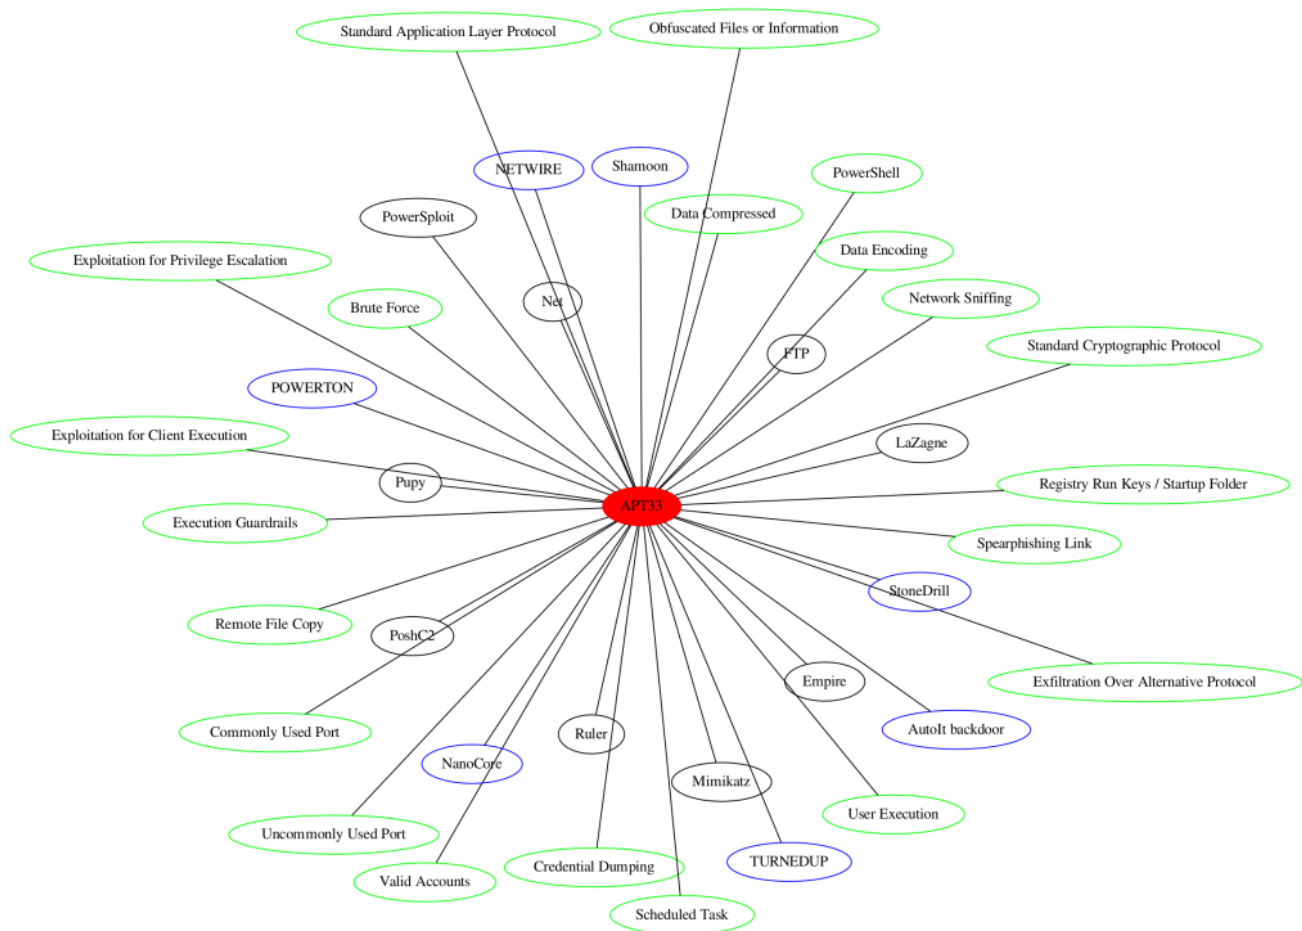 Standard Application Layer Protocol
Obfuscated Files or Information
NETWIRE
Shamoon
PowerShell
PowerSploit
Data Compressed
Data Encoding
Exploitation for Privilege Escalation
Net
Network Sniffing
Brute Force
FTP
Standard Cryptographic Protocol
POWERTON
Exploitation for Client Execution
LaZagne
Pupy
Registry Run Keys / Startup Folder
APT33
Execution Guardrails
Spearphishing Link
StoneDrill
Remote File Copy
PoshC2
Empire
Exfiltration Over Alternative Protocol
Commonly Used Port
Ruler
AutoIt backdoor
NanoCore
Mimikatz
User Execution
Uncommonly Used Port
TURNEDUP
Credential Dumping
Valid Accounts
Scheduled Task